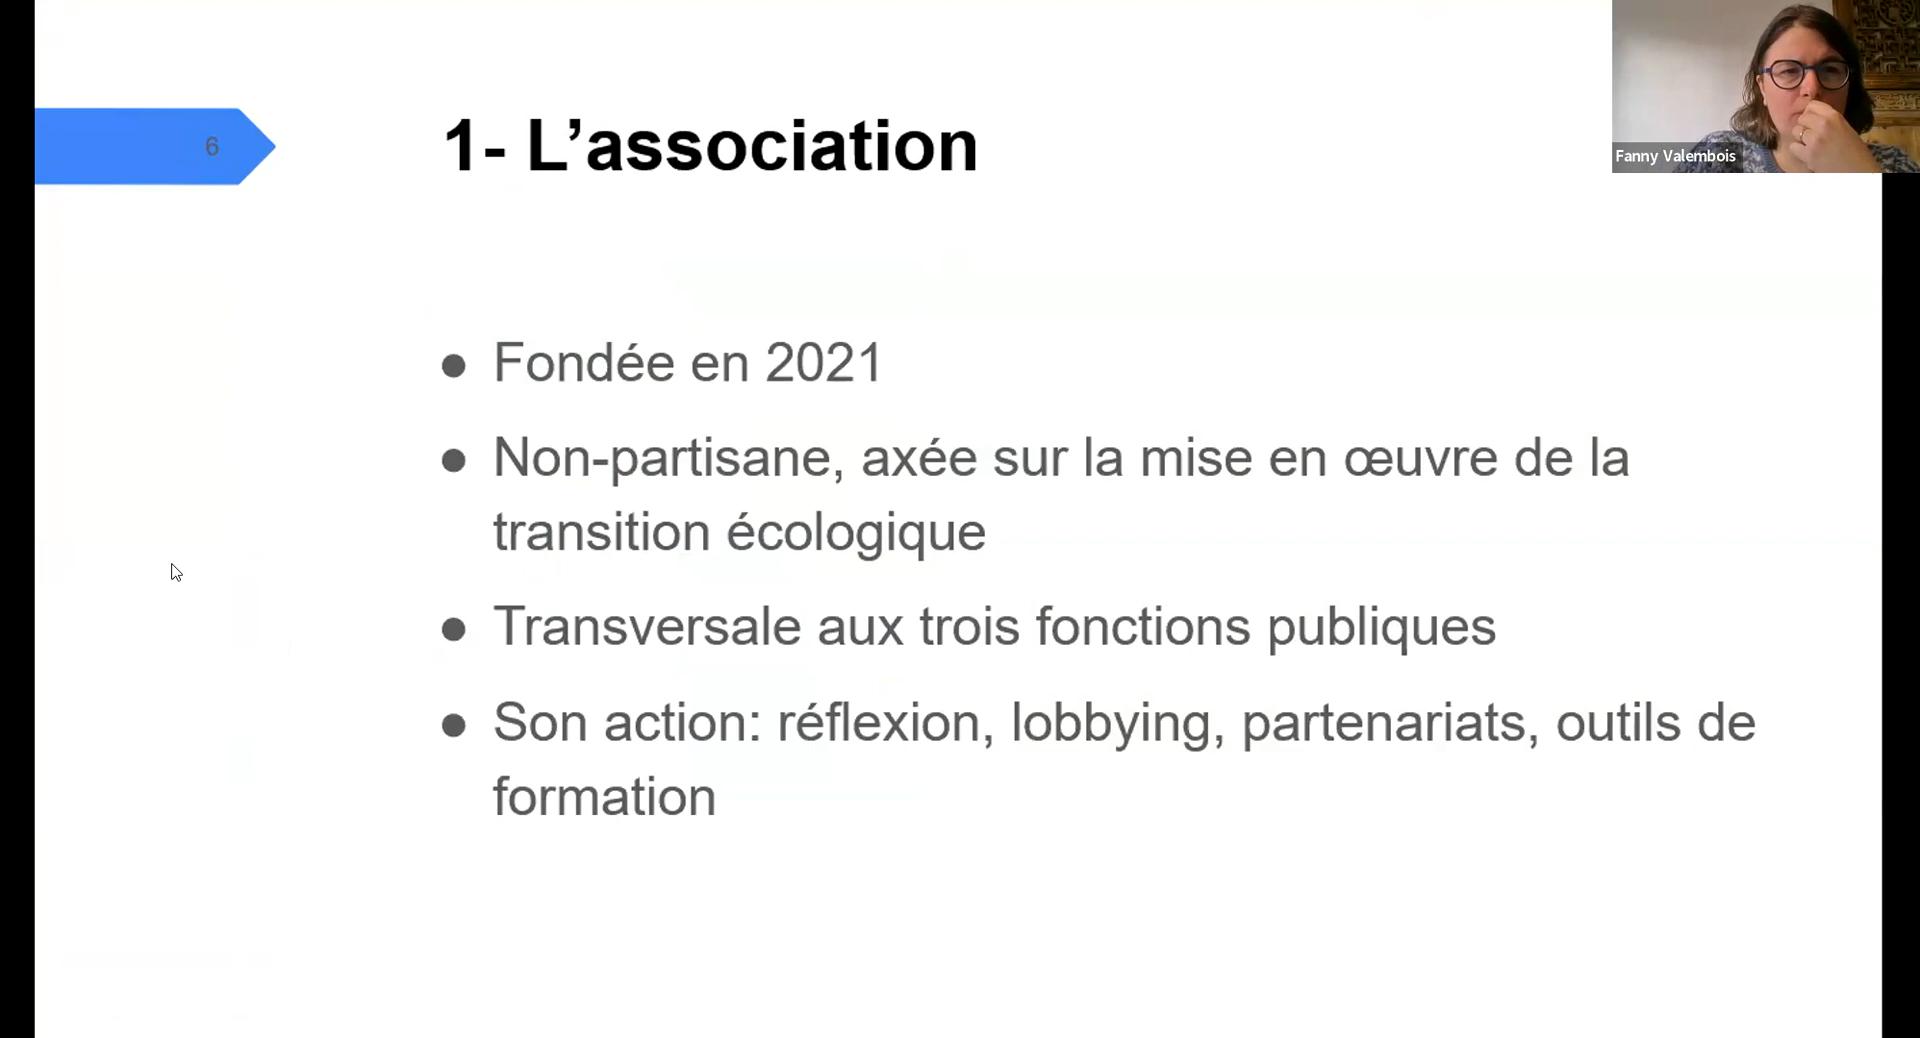 6
1- L’association
Fanny Valembois
● Fondée en 2021
● Non-partisane, axée sur la mise en œuvre de la
transition écologique
● Transversale aux trois fonctions publiques
● Son action: réflexion, lobbying, partenariats, outils de
formation